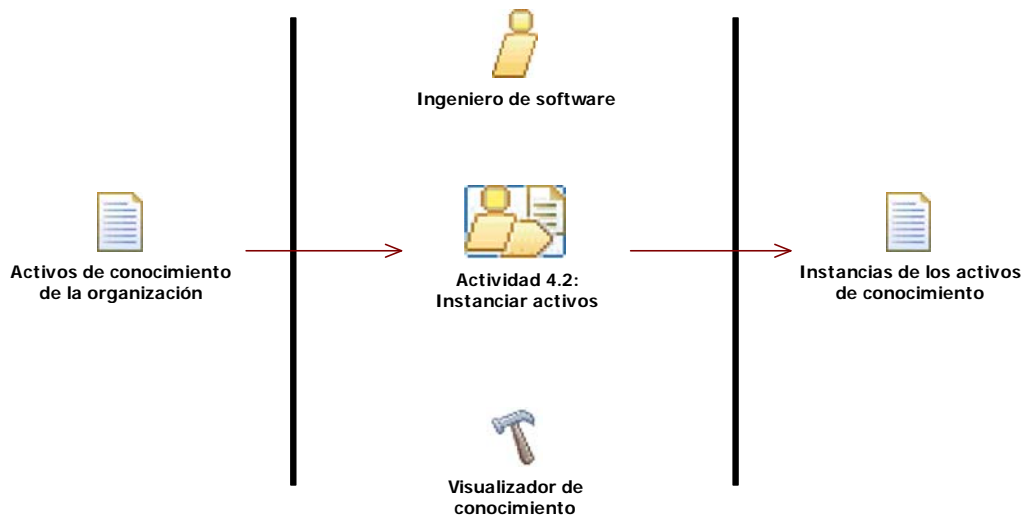 Ingeniero de software
Activos de conocimiento
de la organización
Actividad 4.2:
Instanciar activos
Instancias de los activos
de conocimiento
Visualizador de
conocimiento